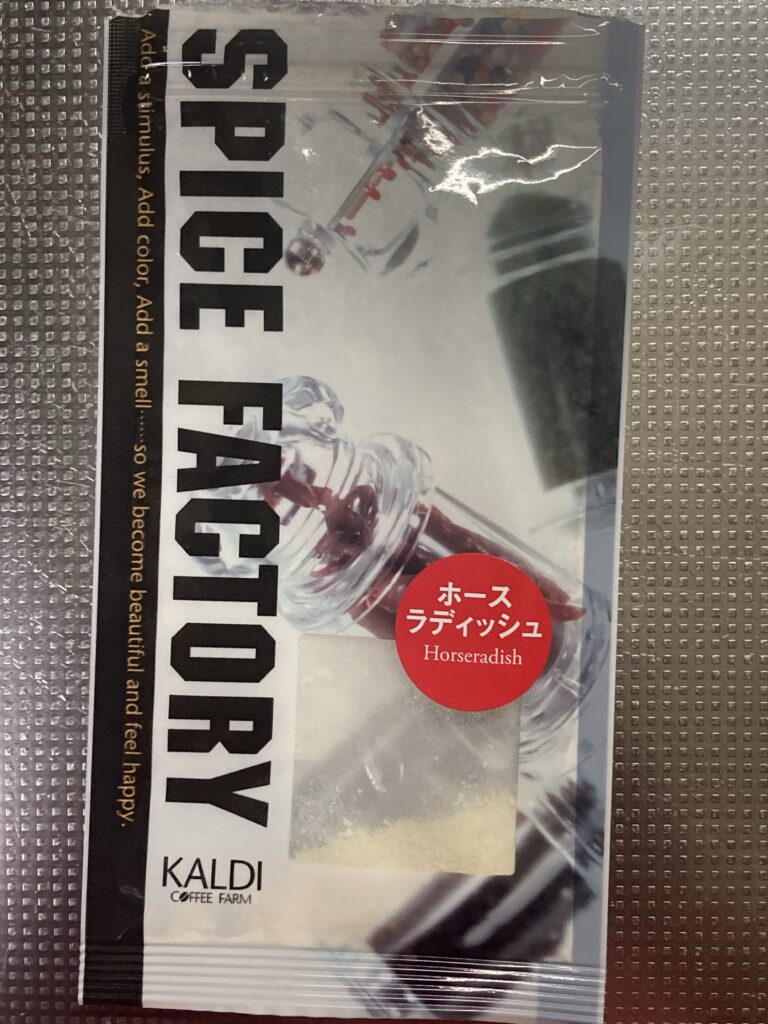 SPICE FACTORY
Add a stimulus, Add color, Add a smell……so we become beautiful and feel happy.
ホース
ラディッシュ
Horseradish
KALDI
COFFEE FARM